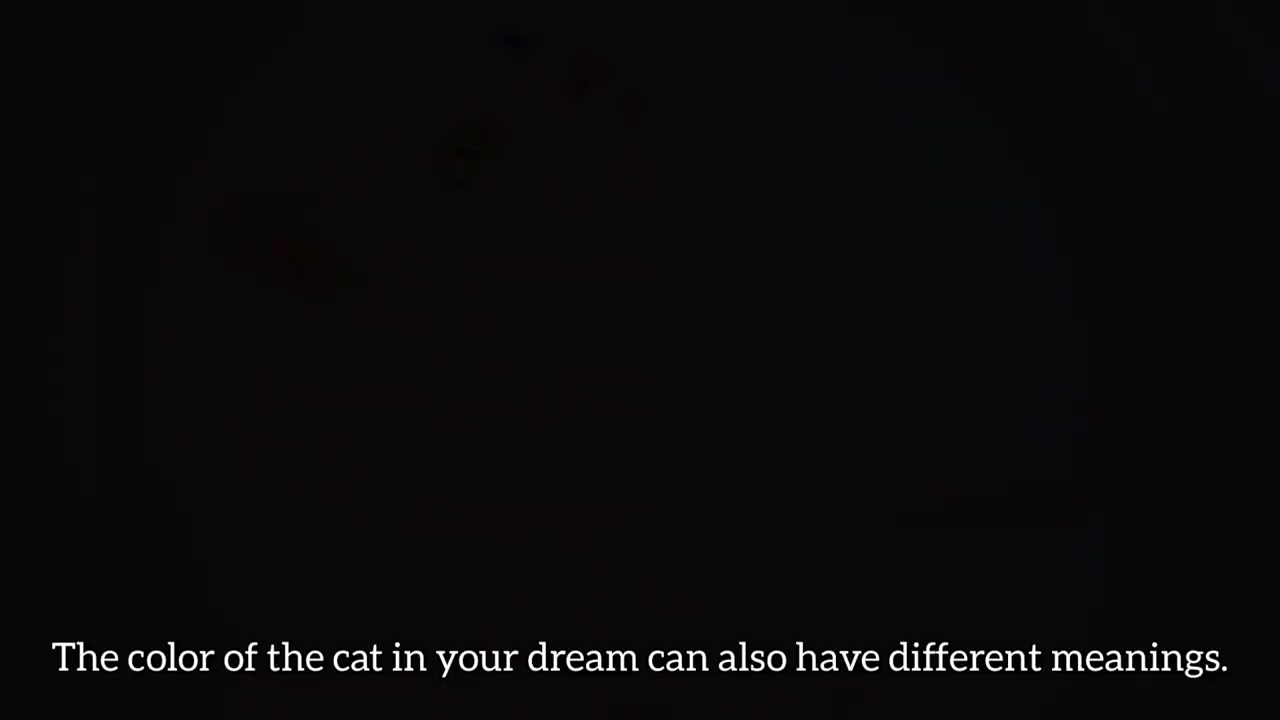 The color of the cat in your dream can also have different meanings.